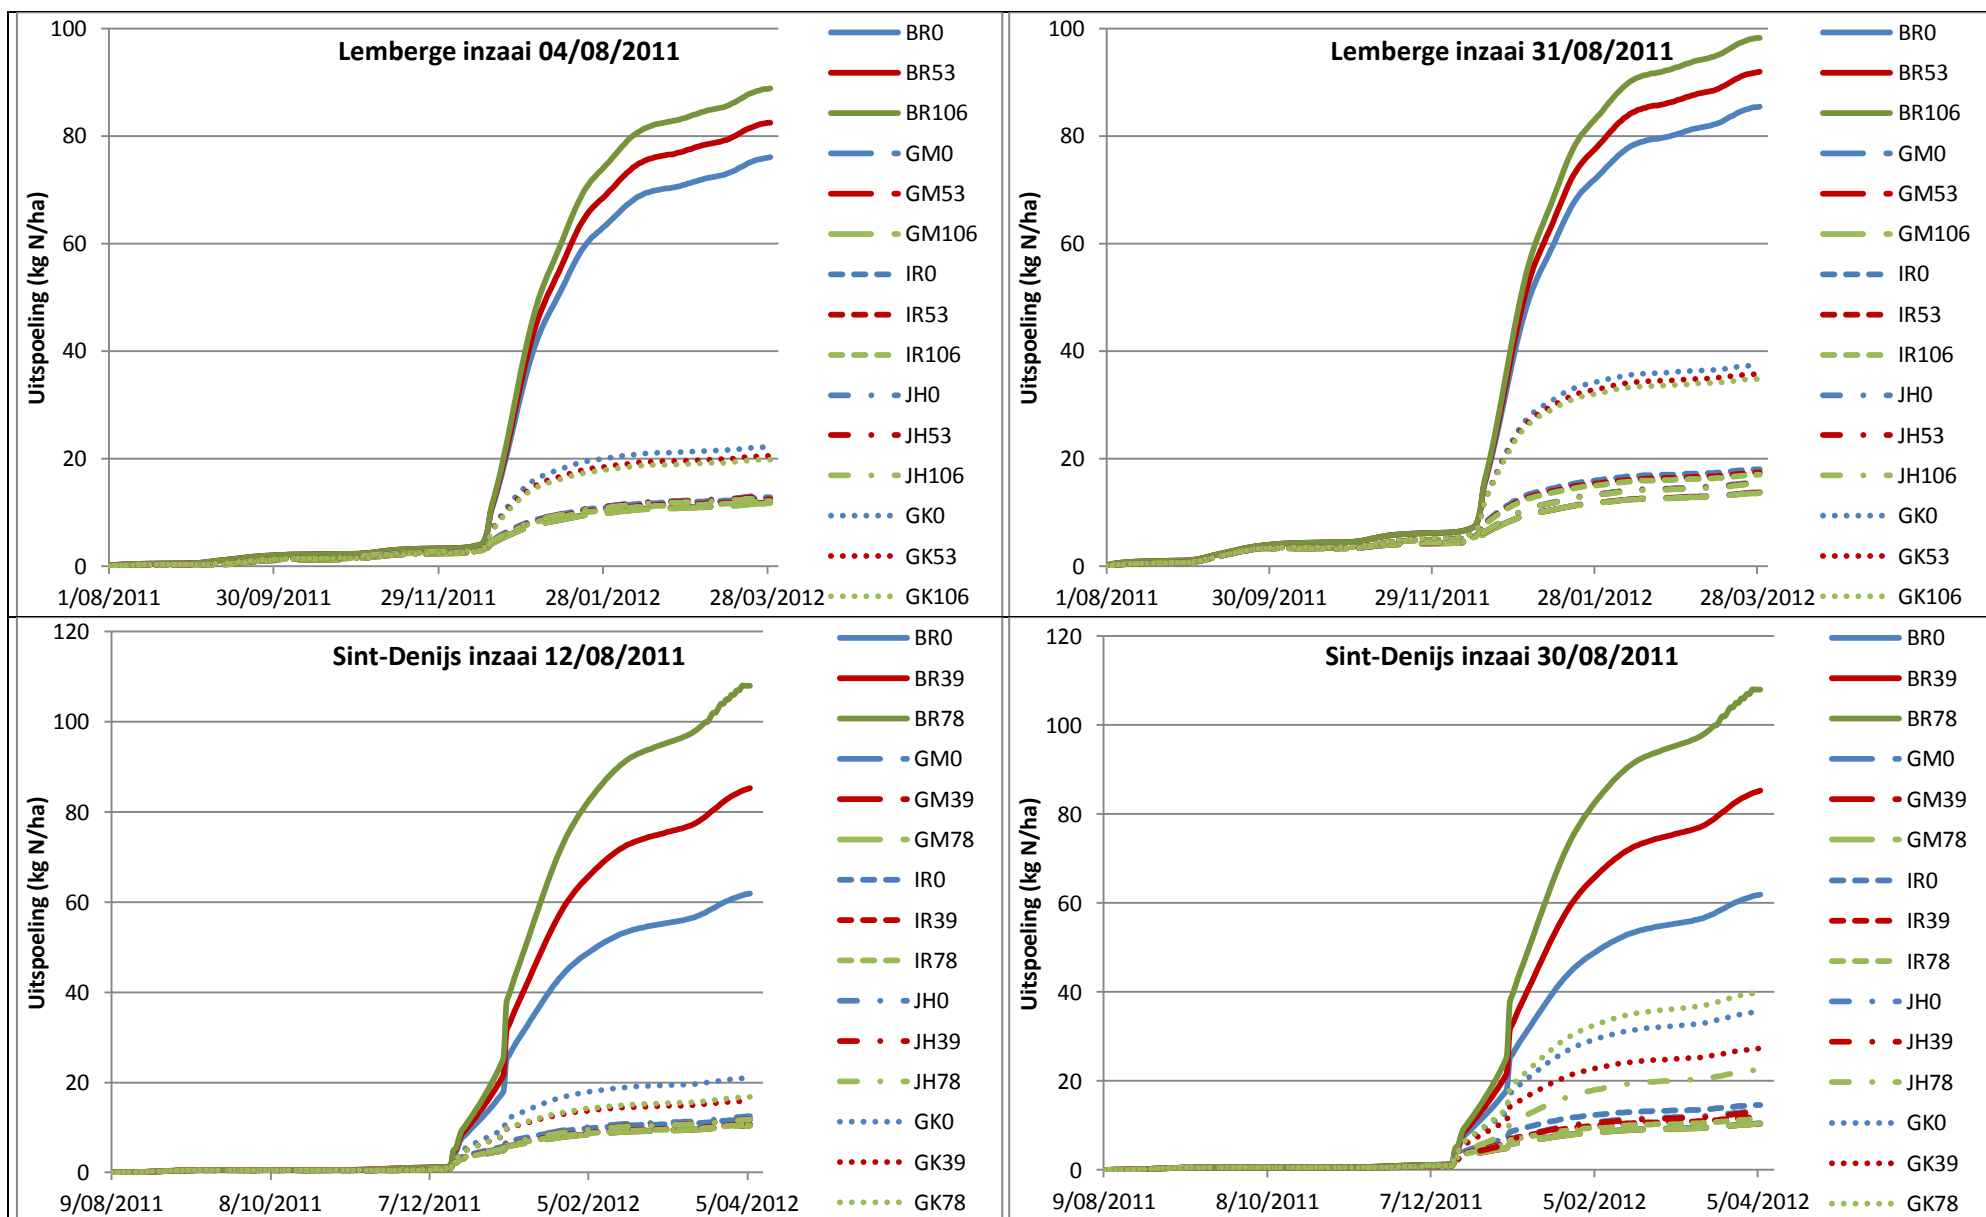 Lemberge inzaai 04/08/2011
Uitspoeling (kg N/ha)
100
80
60
40
20
0
1/08/2011
30/09/2011
29/11/2011
28/01/2012
28/03/2012
BR0
BR53
BR106
GM0
GM53
GM106
IR0
IR53
IR106
JH0
JH53
JH106
GK0
GK53
GK106
Lemberge inzaai 31/08/2011
Uitspoeling (kg N/ha)
100
80
60
40
20
0
1/08/2011
30/09/2011
29/11/2011
28/01/2012
28/03/2012
BR0
BR53
BR106
GM0
GM53
GM106
IR0
IR53
IR106
JH0
JH53
JH106
GK0
GK53
GK106
Sint-Denijs inzaai 12/08/2011
Uitspoeling (kg N/ha)
120
100
80
60
40
20
0
9/08/2011
8/10/2011
7/12/2011
5/02/2012
5/04/2012
BR0
BR39
BR78
GM0
GM39
GM78
IR0
IR39
IR78
JH0
JH39
JH78
GK0
GK39
GK78
Sint-Denijs inzaai 30/08/2011
Uitspoeling (kg N/ha)
120
100
80
60
40
20
0
9/08/2011
8/10/2011
7/12/2011
5/02/2012
5/04/2012
BR0
BR39
BR78
GM0
GM39
GM78
IR0
IR39
IR78
JH0
JH39
JH78
GK0
GK39
GK78